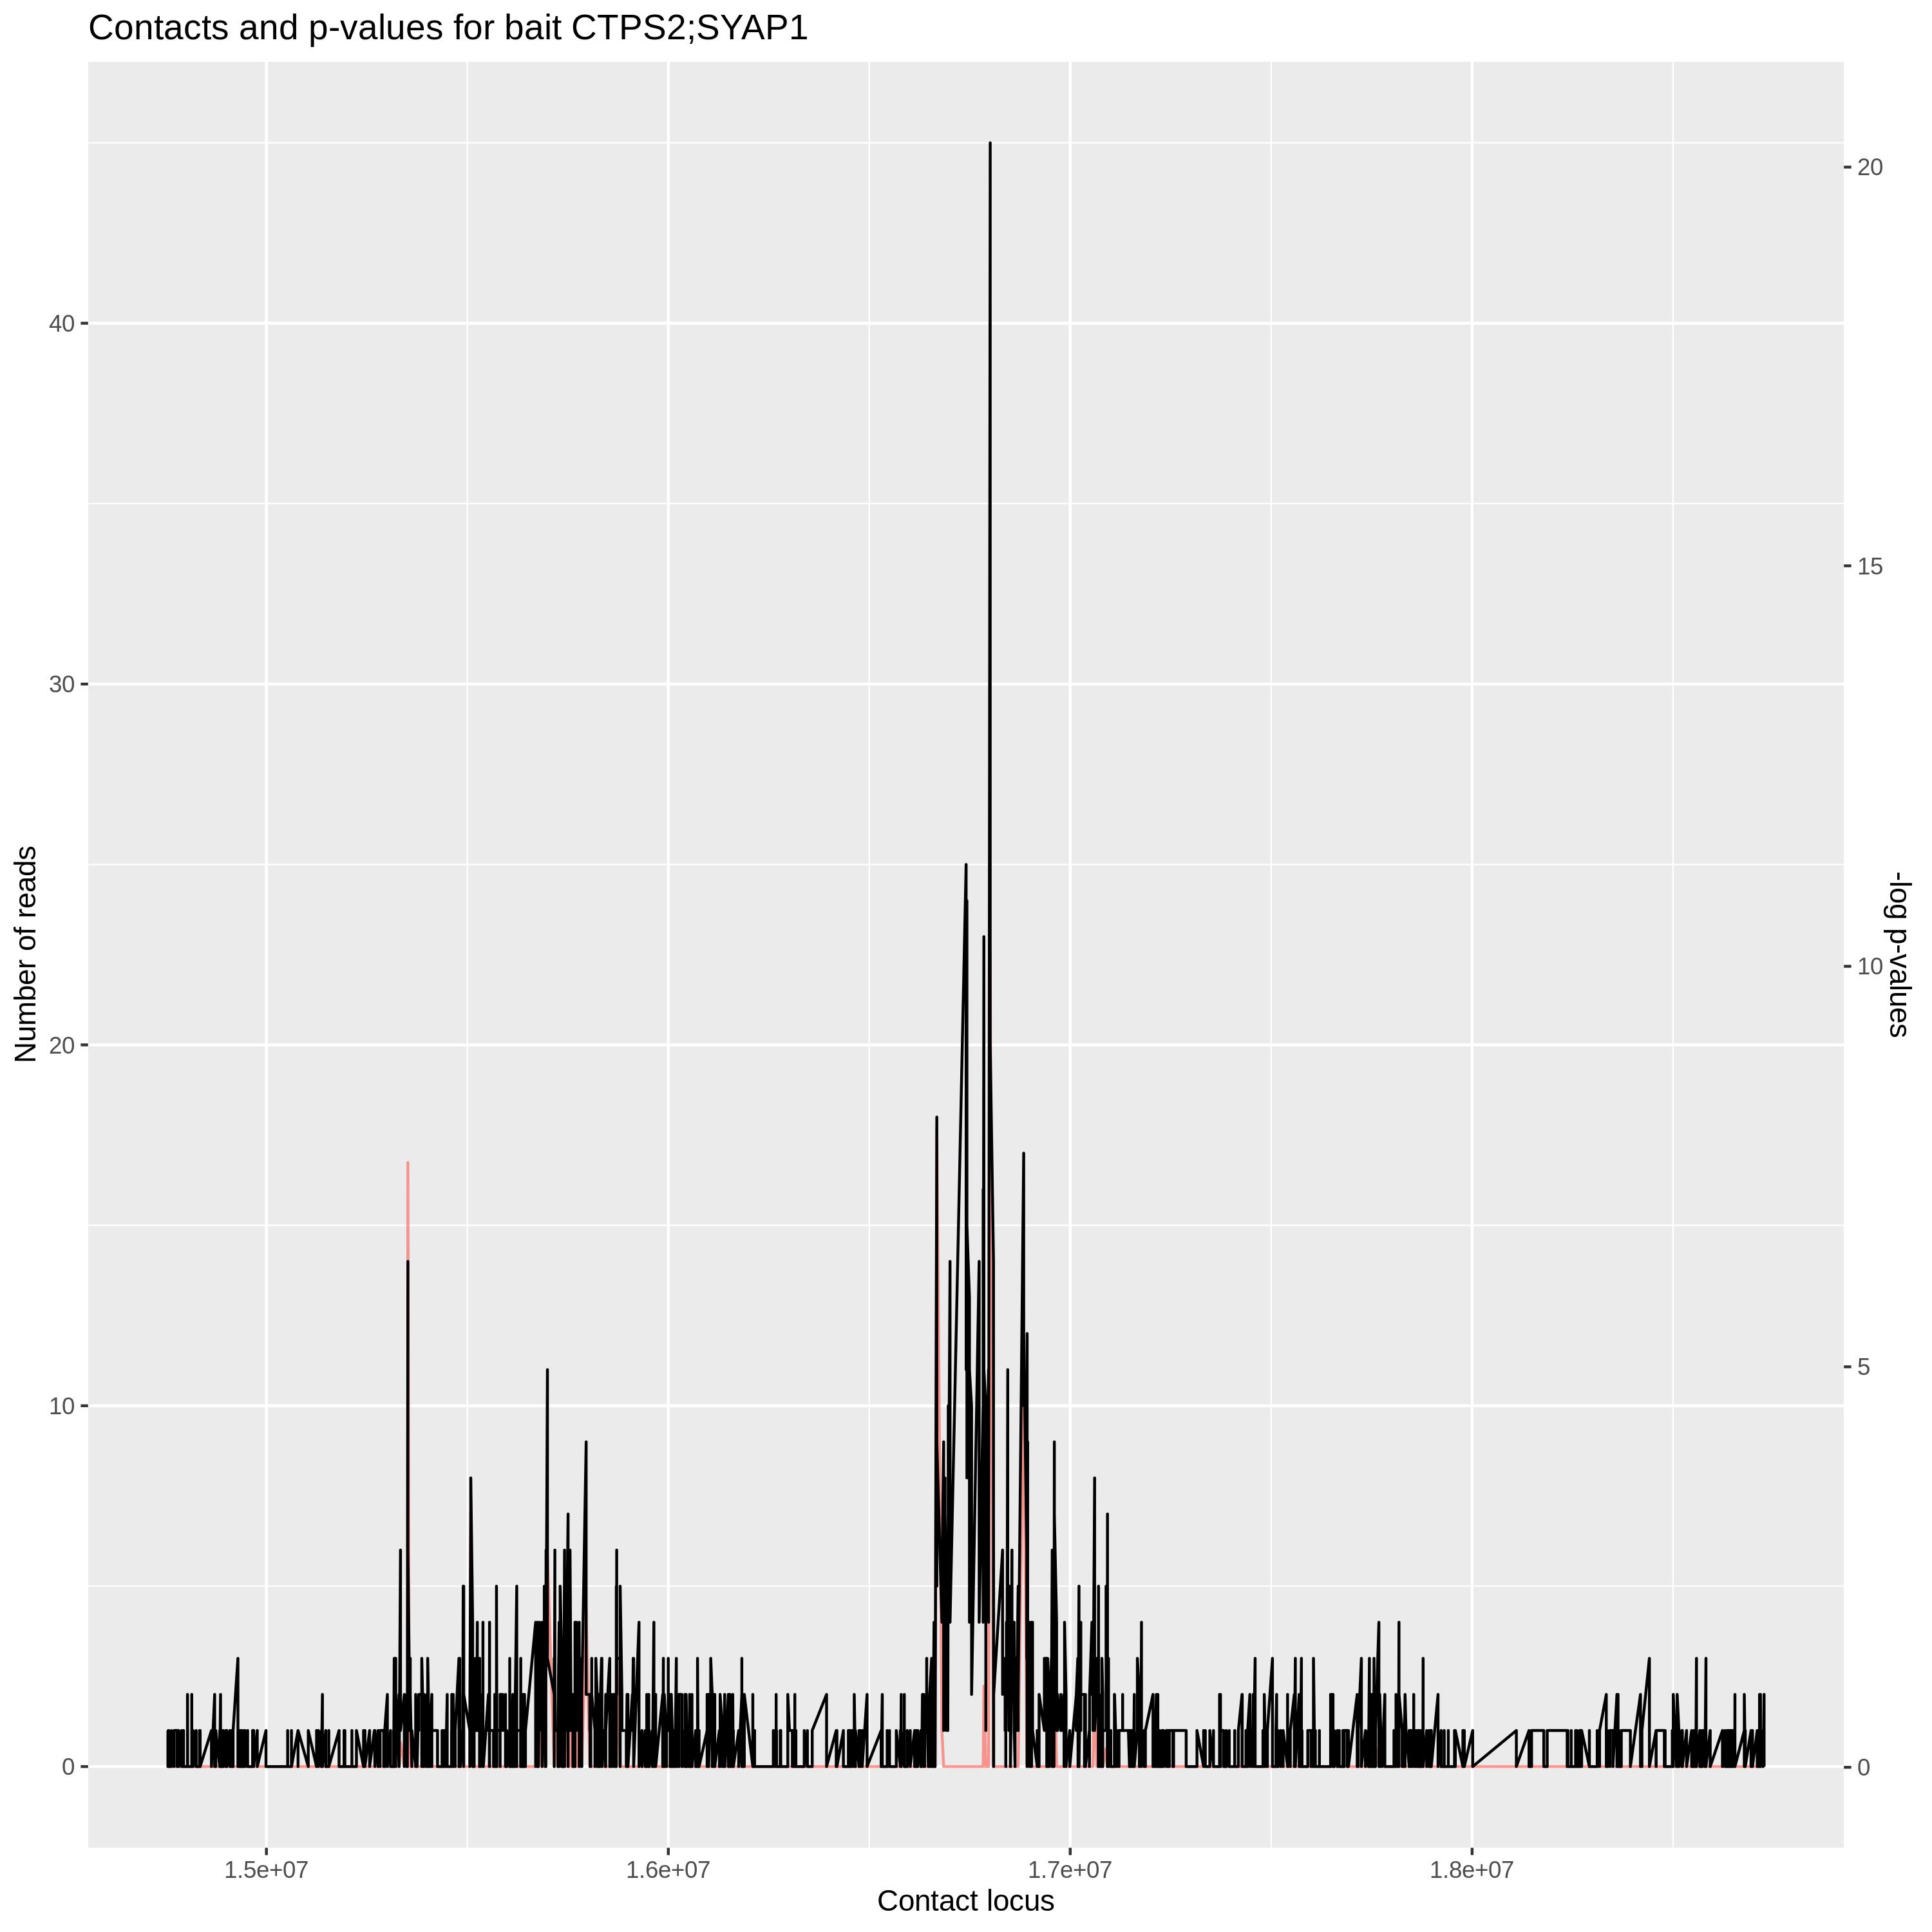 Contacts and p-values for bait CTPS2;SYAP1
40
30
20
10
0
Number of reads
20
15
10
5
0
-log p-values
1.5e+07
1.6e+07
1.7e+07
1.8e+07
Contact locus